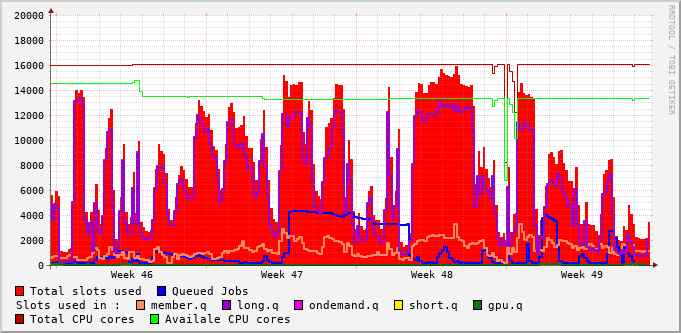 20000
18000
16000
14000
12000
10000
8000
6000
4000
2000
0
Week 46 Week 47 Week 48 Week 49
RRDTOOL / TOBI OETIKER
Total slots used Queued Jobs
Slots used in : member.q long.q ondemand.q short.q gpu.q
Total CPU cores Availale CPU cores